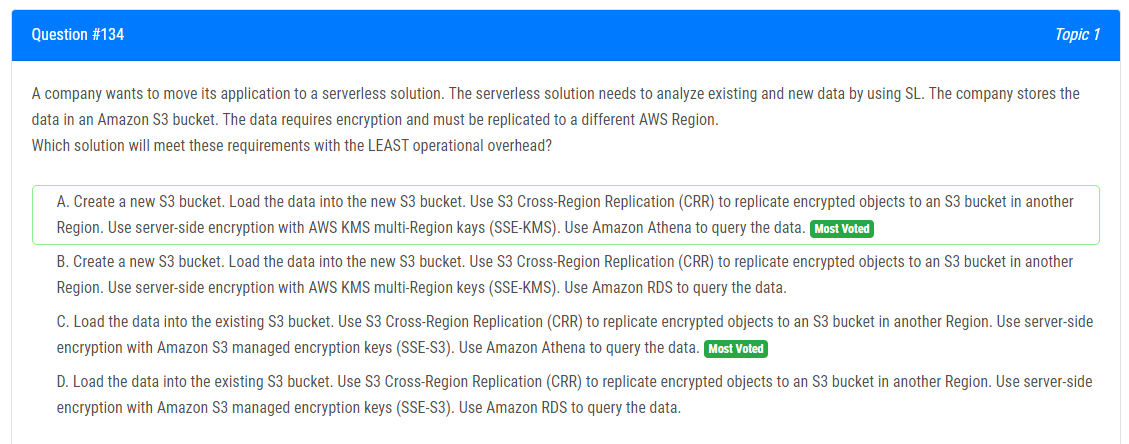 Question #134
Topic 1
A company wants to move its application to a serverless solution. The serverless solution needs to analyze existing and new data by using SL. The company stores the
data in an Amazon S3 bucket. The data requires encryption and must be replicated to a different AWS Region.
Which solution will meet these requirements with the LEAST operational overhead?
A. Create a new S3 bucket. Load the data into the new S3 bucket. Use S3 Cross-Region Replication (CRR) to replicate encrypted objects to an S3 bucket in another
Region. Use server-side encryption with AWS KMS multi-Region kays (SSE-KMS). Use Amazon Athena to query the data. Most Voted
B. Create a new S3 bucket. Load the data into the new S3 bucket. Use S3 Cross-Region Replication (CRR) to replicate encrypted objects to an S3 bucket in another
Region. Use server-side encryption with AWS KMS multi-Region keys (SSE-KMS). Use Amazon RDS to query the data.
C. Load the data into the existing S3 bucket. Use S3 Cross-Region Replication (CRR) to replicate encrypted objects to an S3 bucket in another Region. Use server-side
encryption with Amazon S3 managed encryption keys (SSE-S3). Use Amazon Athena to query the data. Most Voted
D. Load the data into the existing S3 bucket. Use S3 Cross-Region Replication (CRR) to replicate encrypted objects to an S3 bucket in another Region. Use server-side
encryption with Amazon S3 managed encryption keys (SSE-S3). Use Amazon RDS to query the data.